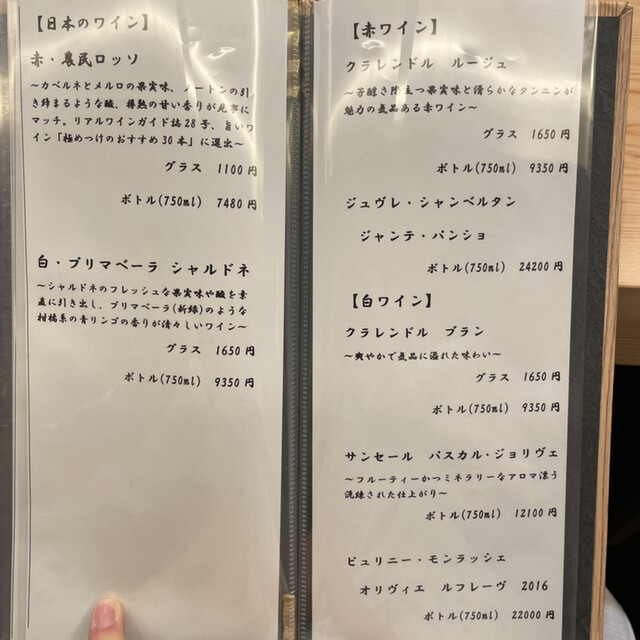 【日本のワイン】
赤・農民ロッソ
～カベルネとメルロの果実味、ノートンの引
き締まるような酸、樽熟の甘い香りが見事に
マッチ。リアルワインガイド誌28号、旨いワ
イン「極めつけのおすすめ30本」に選出～
グラス 1100円
ボトル(750ml) 7480円
白・プリマベーラ シャルドネ
～シャルドネのフレッシュな果実味や酸を素
直に引き出し、プリマベーラ(新緑)のような
柑橘系の青リンゴの香りが清々しいワイン～
グラス 1650円
ボトル(750ml) 9350円
【赤ワイン】
クラレンドル ルージュ
～芳醇さ際立つ果実味と滑らかなタンニンが
魅力の気品ある赤ワイン～
グラス 1650円
ボトル(750ml) 9350円
ジュヴレ・シャンベルタン
ジャンテ・パンショ
ボトル(750ml) 24200円
【白ワイン】
クラレンドル ブラン
～爽やかで気品に溢れた味わい～
グラス 1650円
ボトル(750ml) 9350円
サンセール パスカル・ジョリヴェ
～フルーティーかつミネラリーなアロマ漂う
洗練された仕上がり～
ボトル(750ml) 12100円
ピュリニー・モンラッシェ
オリヴィエ ルフレーヴ 2016
ボトル(750ml) 22000円